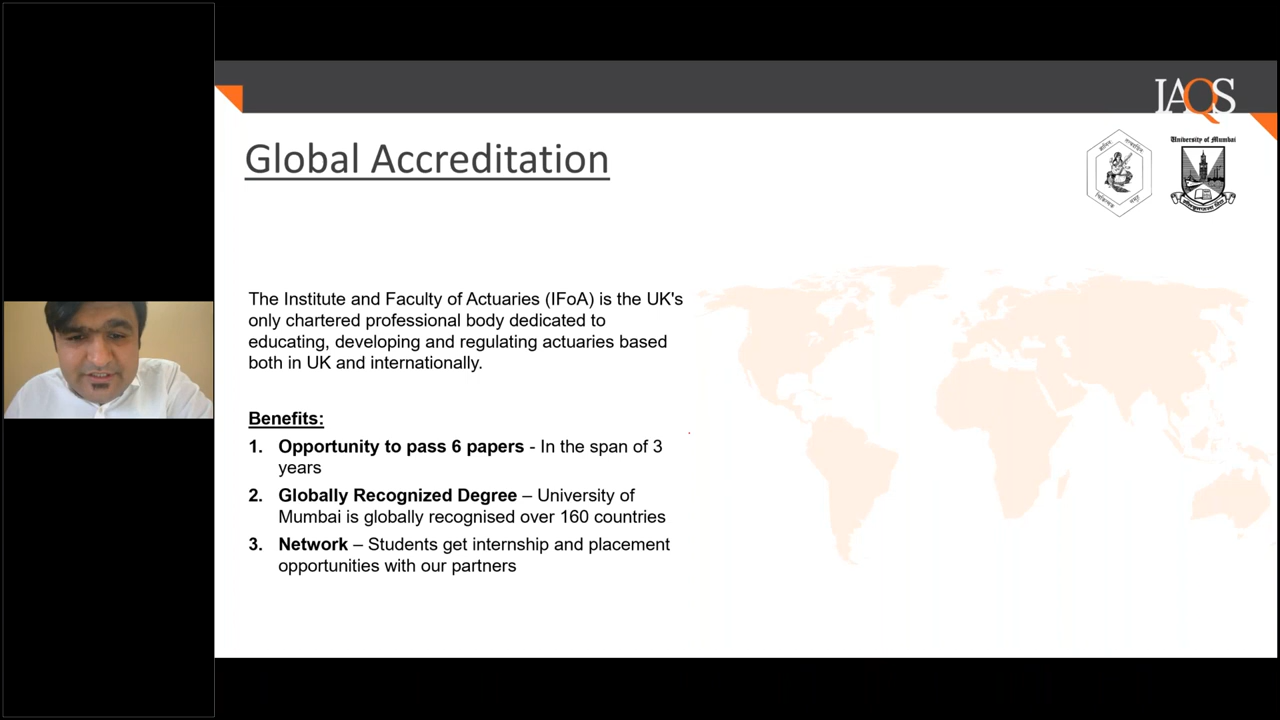 IAQS
Global Accreditation
University of Mumbai
The Institute and Faculty of Actuaries (IFoA) is the UK's
only chartered professional body dedicated to
educating, developing and regulating actuaries based
both in UK and internationally.
Benefits:
1. Opportunity to pass 6 papers - In the span of 3
years
2. Globally Recognized Degree – University of
Mumbai is globally recognised over 160 countries
3. Network – Students get internship and placement
opportunities with our partners